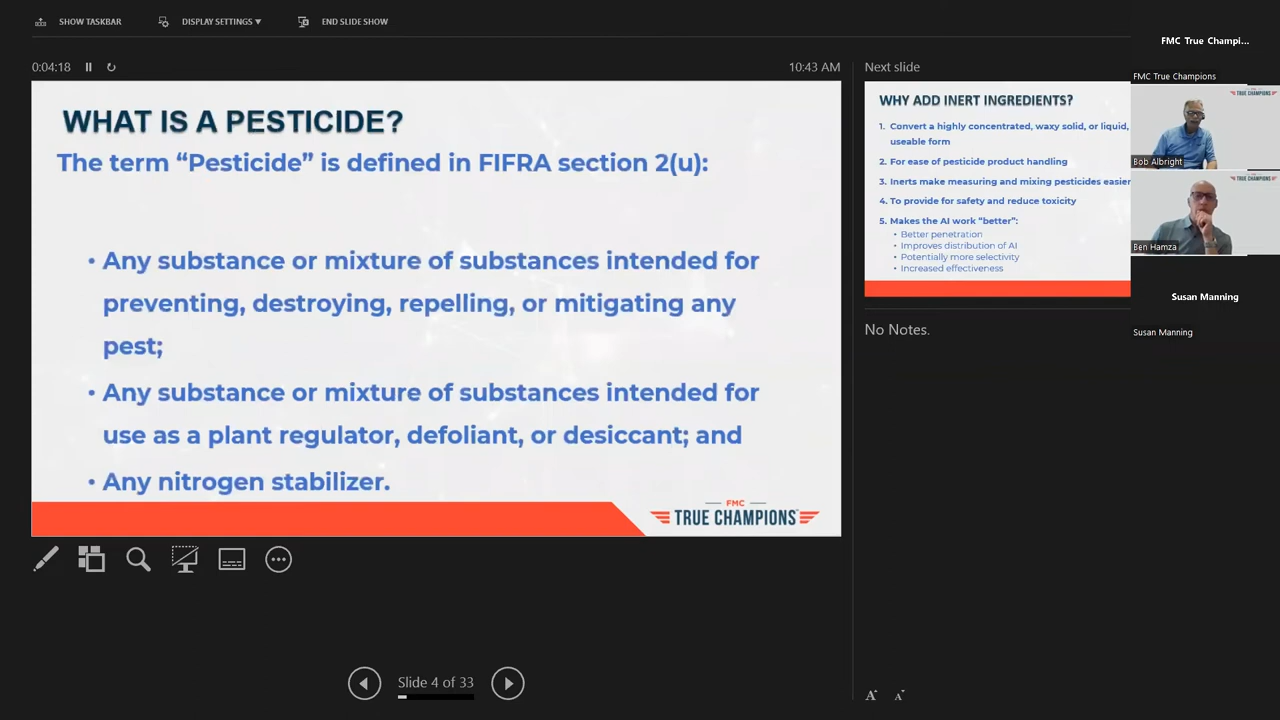 SHOW TASKBAR
DISPLAY SETTINGS ▼
END SLIDE SHOW
0:04:18
10:43 AM
WHAT IS A PESTICIDE?
The term “Pesticide” is defined in FIFRA section 2(u):
• Any substance or mixture of substances intended for
preventing, destroying, repelling, or mitigating any
pest;
• Any substance or mixture of substances intended for
use as a plant regulator, defoliant, or desiccant; and
• Any nitrogen stabilizer.
FMC
TRUE CHAMPIONS
Slide 4 of 33
Next slide
WHY ADD INERT INGREDIENTS?
1. Convert a highly concentrated, waxy solid, or liquid,
useable form
2. For ease of pesticide product handling
3. Inerts make measuring and mixing pesticides easier
4. To provide for safety and reduce toxicity
5. Makes the AI work “better”:
• Better penetration
• Improves distribution of AI
• Potentially more selectivity
• Increased effectiveness
No Notes.
A A
FMC True Champi...
FMC True Champions
TRUE CHAMPIONS
Bob Albright
TRUE CHAMPIONS
Ben Hamza
Susan Manning
Susan Manning